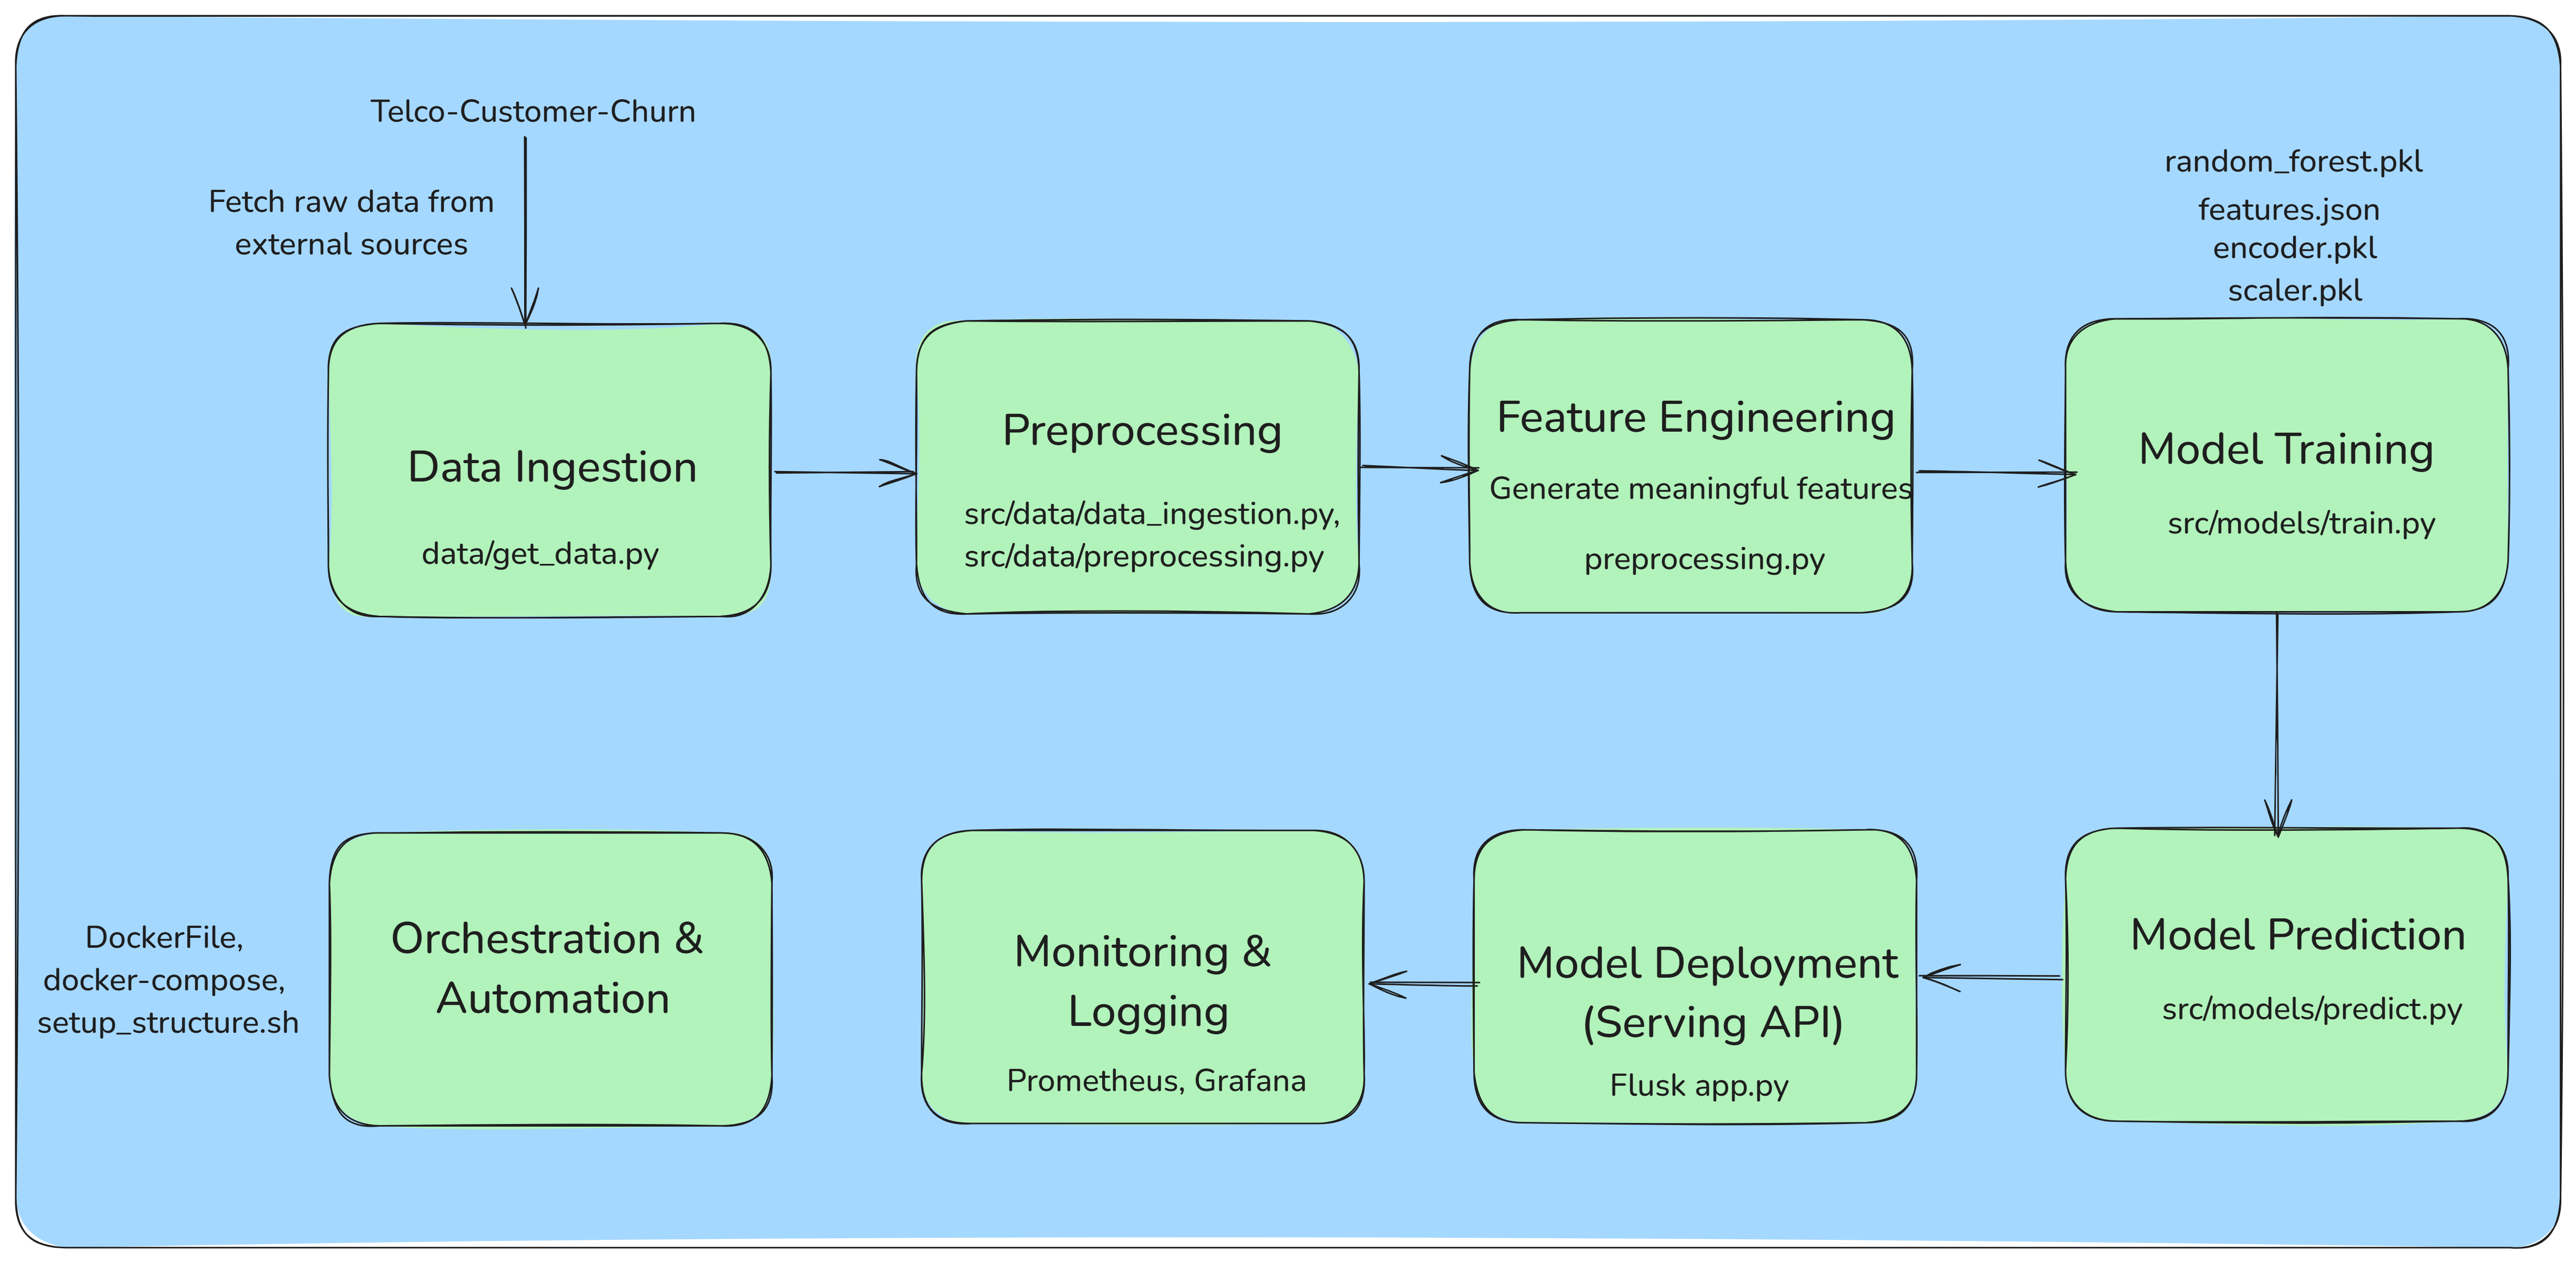 Telco-Customer-Churn
Fetch raw data from
external sources
random_forest.pkl
features.json
encoder.pkl
scaler.pkl
Data Ingestion
data/get_data.py
Preprocessing
src/data/data_ingestion.py,
src/data/preprocessing.py
Feature Engineering
Generate meaningful features
preprocessing.py
Model Training
src/models/train.py
DockerFile,
docker-compose,
setup_structure.sh
Orchestration &
Automation
Monitoring &
Logging
Prometheus, Grafana
Model Deployment
(Serving API)
Flusk app.py
Model Prediction
src/models/predict.py